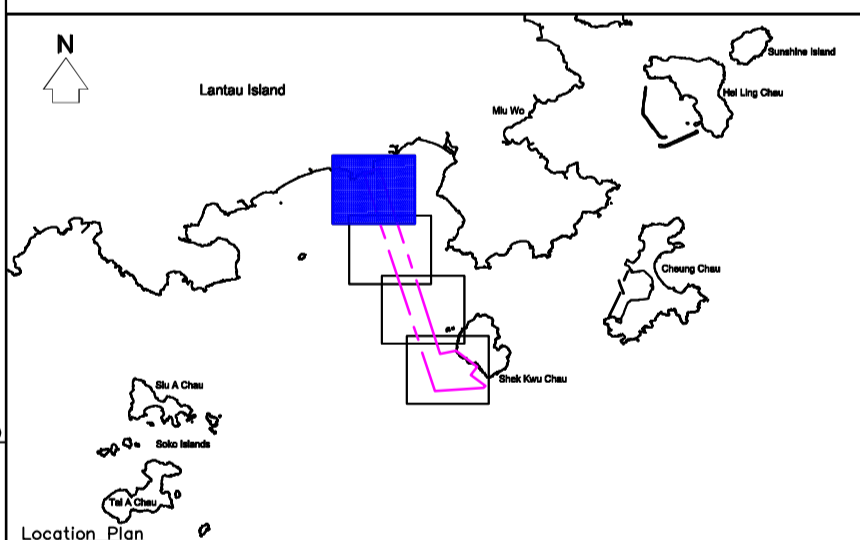 N
Sunshine Island
Lantau Island
Hei Ling Chau
Miu Wo
Cheung Chau
Shek Kwu Chau
Siu A Chau
Soko Islands
Tai A Chau
Location Plan